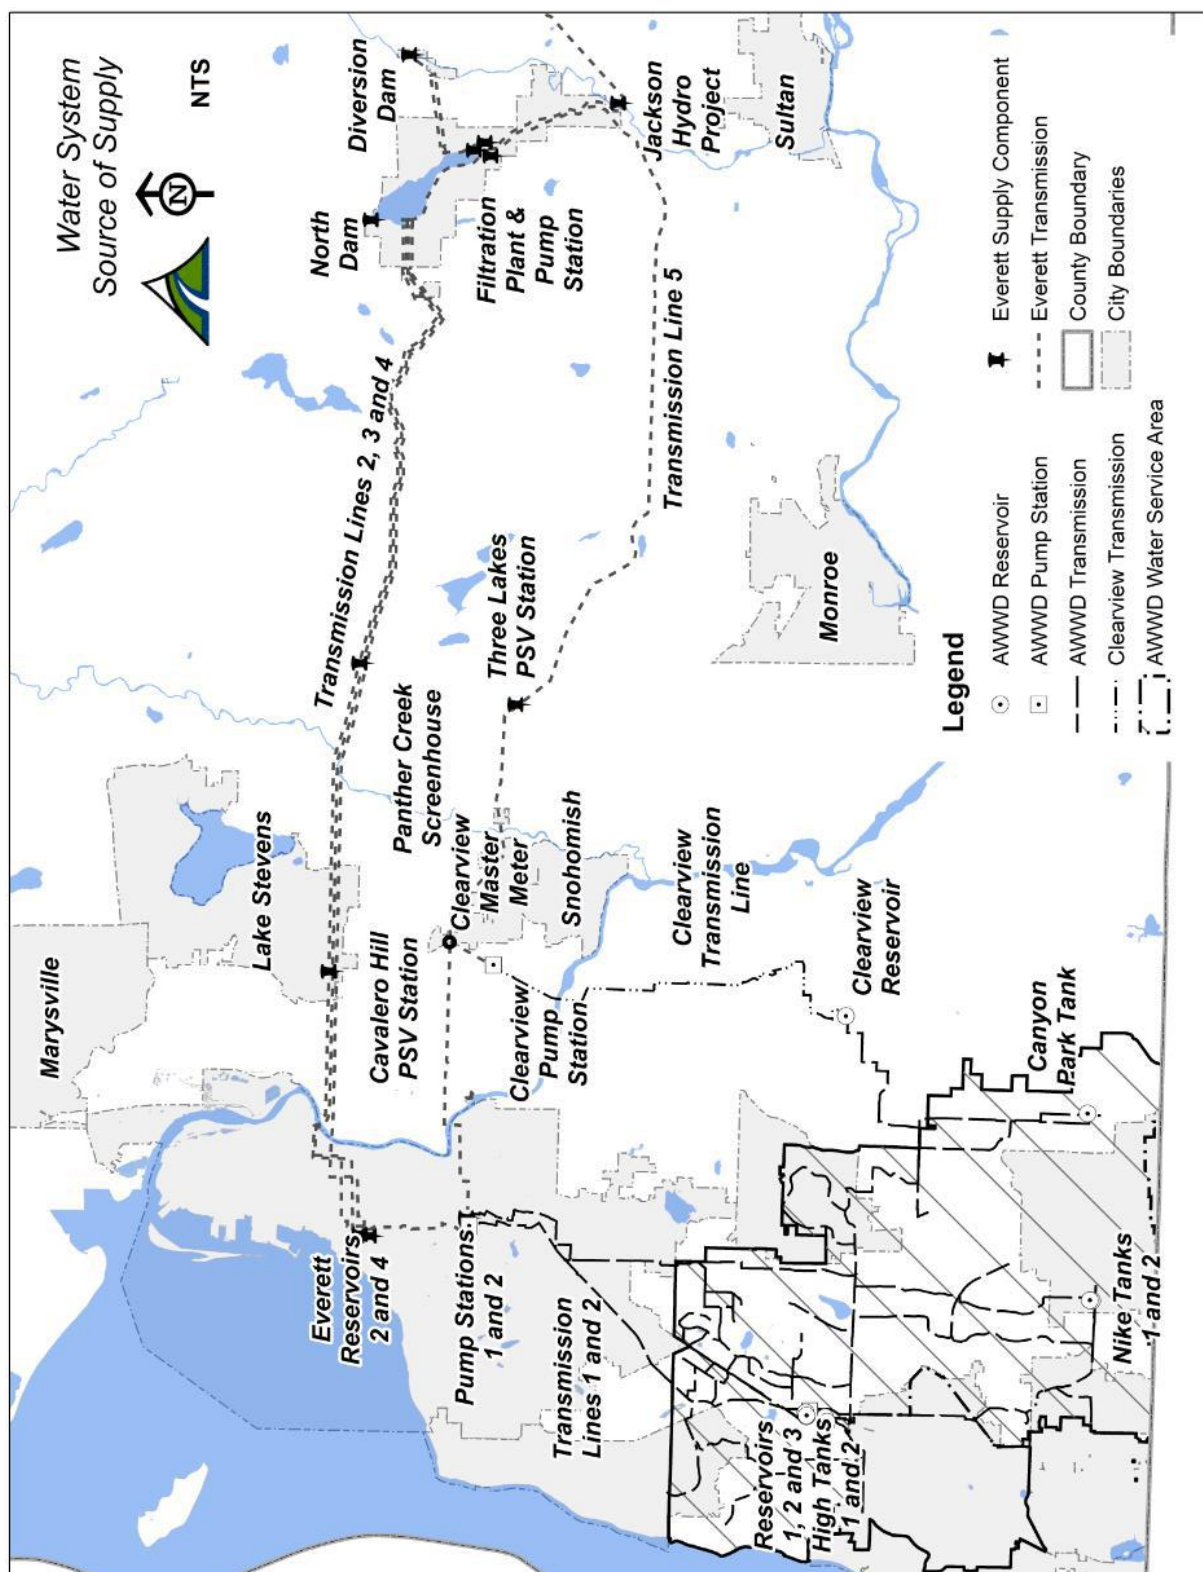 Water System
Source of Supply
N
NTS
Marysville
Lake Stevens
Transmission Lines 2, 3 and 4
North
Dam
Diversion
Dam
Everett
Reservoirs
2 and 4
Cavalero Hill
PSV Station
Panther Creek
Screenhouse
Filtration
Plant &
Pump
Station
Pump Stations
1 and 2
Clearview
Pump
Station
Clearview
Master
Meter
Three Lakes
PSV Station
Snohomish
Transmission
Lines 1 and 2
Transmission Line 5
Jackson
Hydro
Project
Clearview
Transmission
Line
Sultan
Monroe
Reservoirs
1, 2 and 3
High Tanks
1 and 2
Clearview
Reservoir
Canyon
Park Tank
Nike Tanks
1 and 2
Legend
AWWD Reservoir
AWWD Pump Station
AWWD Transmission
Clearview Transmission
AWWD Water Service Area
Everett Supply Component
Everett Transmission
County Boundary
City Boundaries